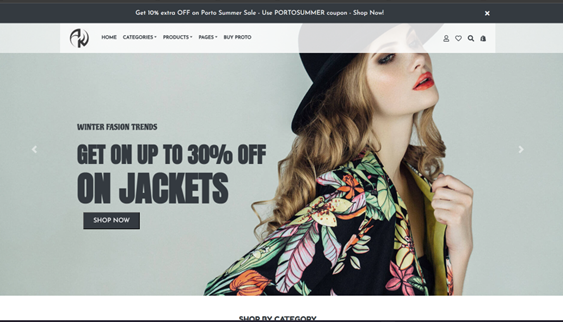 Get 10% extra OFF on Porto Summer Sale - Use PORTOSUMMER coupon - Shop Now!
HOME CATEGORIES PRODUCTS PAGES BUY PROTO
WINTER FASION TRENDS
GET ON UP TO 30% OFF
ON JACKETS
SHOP NOW
SHOP BY CATEGORY